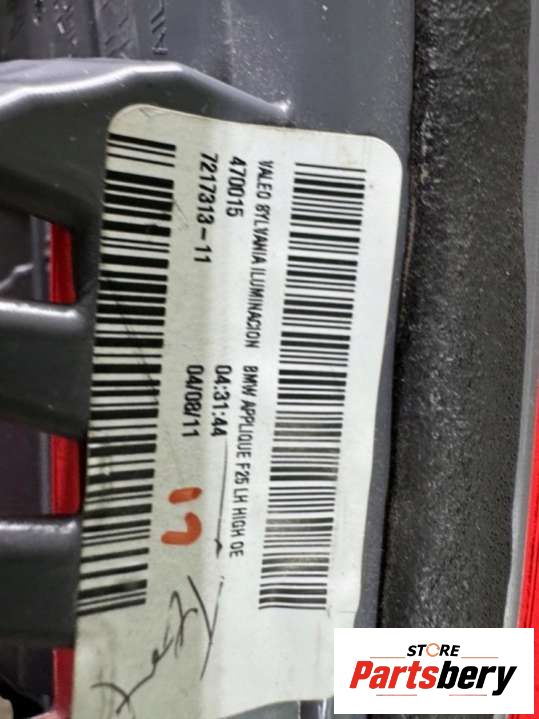 VALEO SYLVANIA ILUMINACION BMW APPLIQUE F25 LH HIGH OE
470015 04:31:44
7217313-11 04/08/11
17
STORE
Partsbery